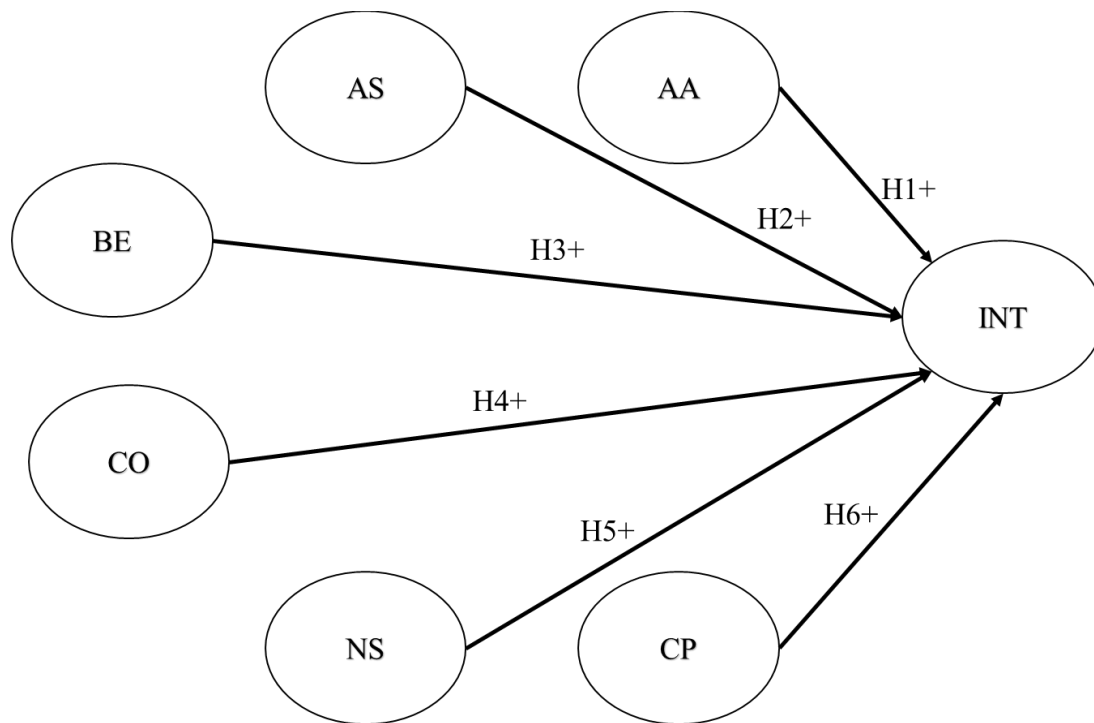 AS
AA
H1+
H2+
BE
H3+
INT
H4+
CO
H5+
H6+
NS
CP